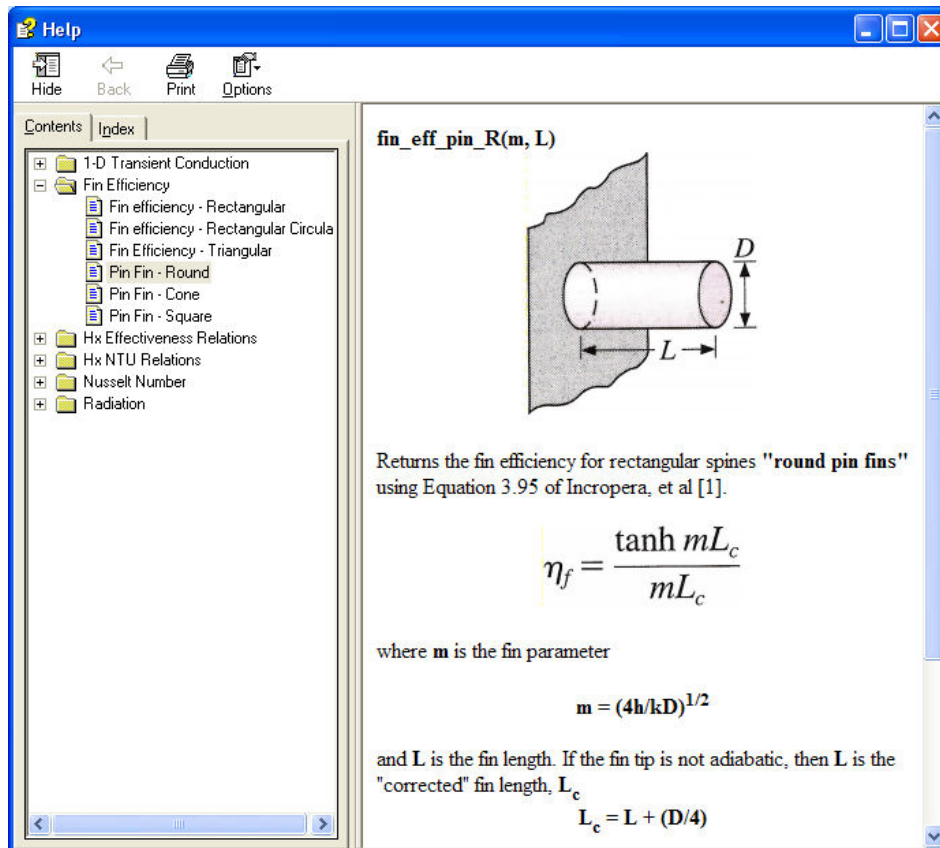 Help
Hide
Back
Print
Options
Contents
Index
1-D Transient Conduction
Fin Efficiency
Fin efficiency - Rectangular
Fin efficiency - Rectangular Circula
Fin Efficiency - Triangular
Pin Fin - Round
Pin Fin - Cone
Pin Fin - Square
Hx Effectiveness Relations
Hx NTU Relations
Nusselt Number
Radiation
fin_eff_pin_R(m, L)
D
L
Returns the fin efficiency for rectangular spines "round pin fins"
using Equation 3.95 of Incropera, et al [1].
η_f = tanh mL_c / mL_c
where m is the fin parameter
m = (4h/kD)^1/2
and L is the fin length. If the fin tip is not adiabatic, then L is the
"corrected" fin length, L_c
L_c = L + (D/4)